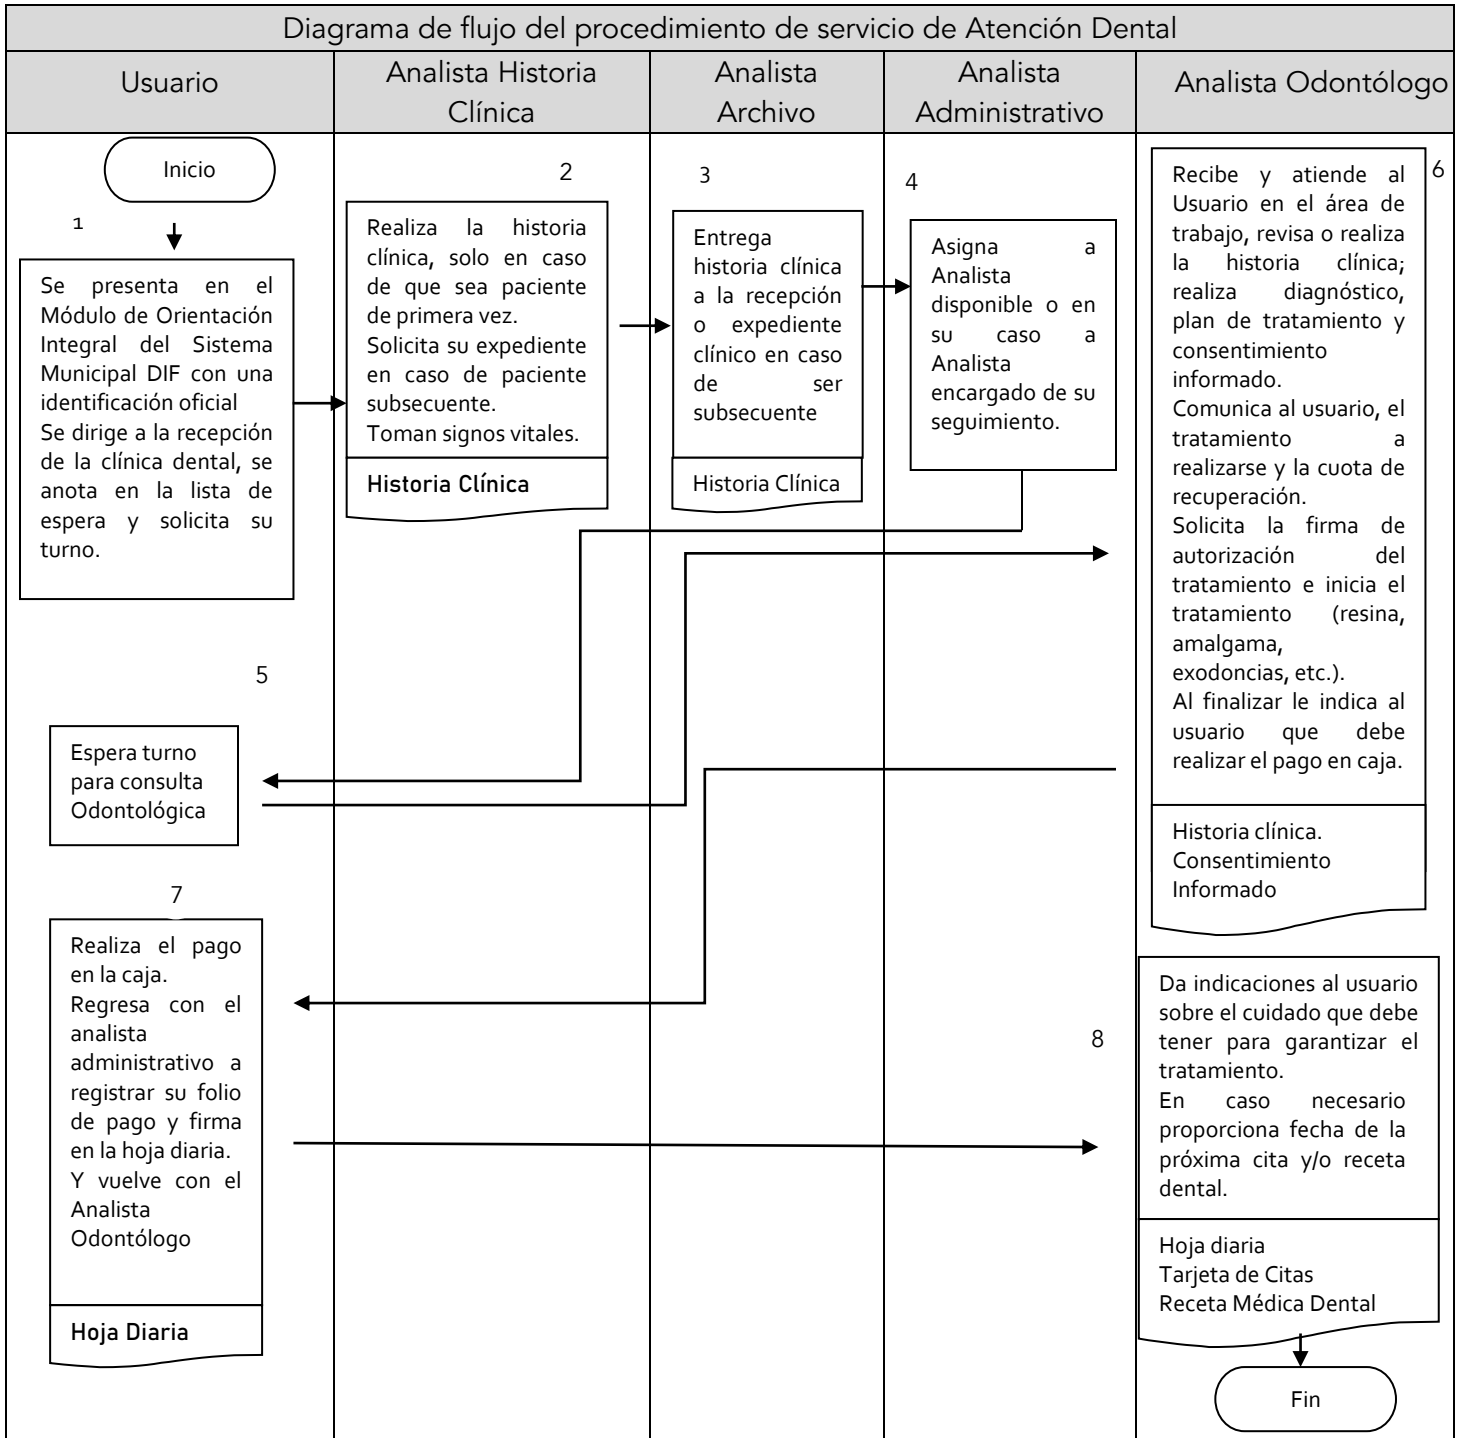 Diagrama de flujo del procedimiento de servicio de Atención Dental
Usuario
Analista Historia
Clínica
Analista
Archivo
Analista
Administrativo
Analista Odontólogo
Inicio
1
Se presenta en el
Módulo de Orientación
Integral del Sistema
Municipal DIF con una
identificación oficial
Se dirige a la recepción
de la clínica dental, se
anota en la lista de
espera y solicita su
turno.
2
Realiza la historia
clínica, solo en caso
de que sea paciente
de primera vez.
Solicita su expediente
en caso de paciente
subsecuente.
Toman signos vitales.
Historia Clínica
3
Entrega
historia clínica
a la recepción
o expediente
clínico en caso
de ser
subsecuente
Historia Clínica
4
Asigna a
Analista
disponible o en
su caso a
Analista
encargado de su
seguimiento.
5
Espera turno
para consulta
Odontológica
6
Recibe y atiende al
Usuario en el área de
trabajo, revisa o realiza
la historia clínica;
realiza diagnóstico,
plan de tratamiento y
consentimiento
informado.
Comunica al usuario, el
tratamiento a
realizarse y la cuota de
recuperación.
Solicita la firma de
autorización del
tratamiento e inicia el
tratamiento (resina,
amalgama,
exodoncias, etc.).
Al finalizar le indica al
usuario que debe
realizar el pago en caja.
Historia clínica.
Consentimiento
Informado
7
Realiza el pago
en la caja.
Regresa con el
analista
administrativo a
registrar su folio
de pago y firma
en la hoja diaria.
Y vuelve con el
Analista
Odontólogo
Hoja Diaria
8
Da indicaciones al usuario
sobre el cuidado que debe
tener para garantizar el
tratamiento.
En caso necesario
proporciona fecha de la
próxima cita y/o receta
dental.
Hoja diaria
Tarjeta de Citas
Receta Médica Dental
Fin